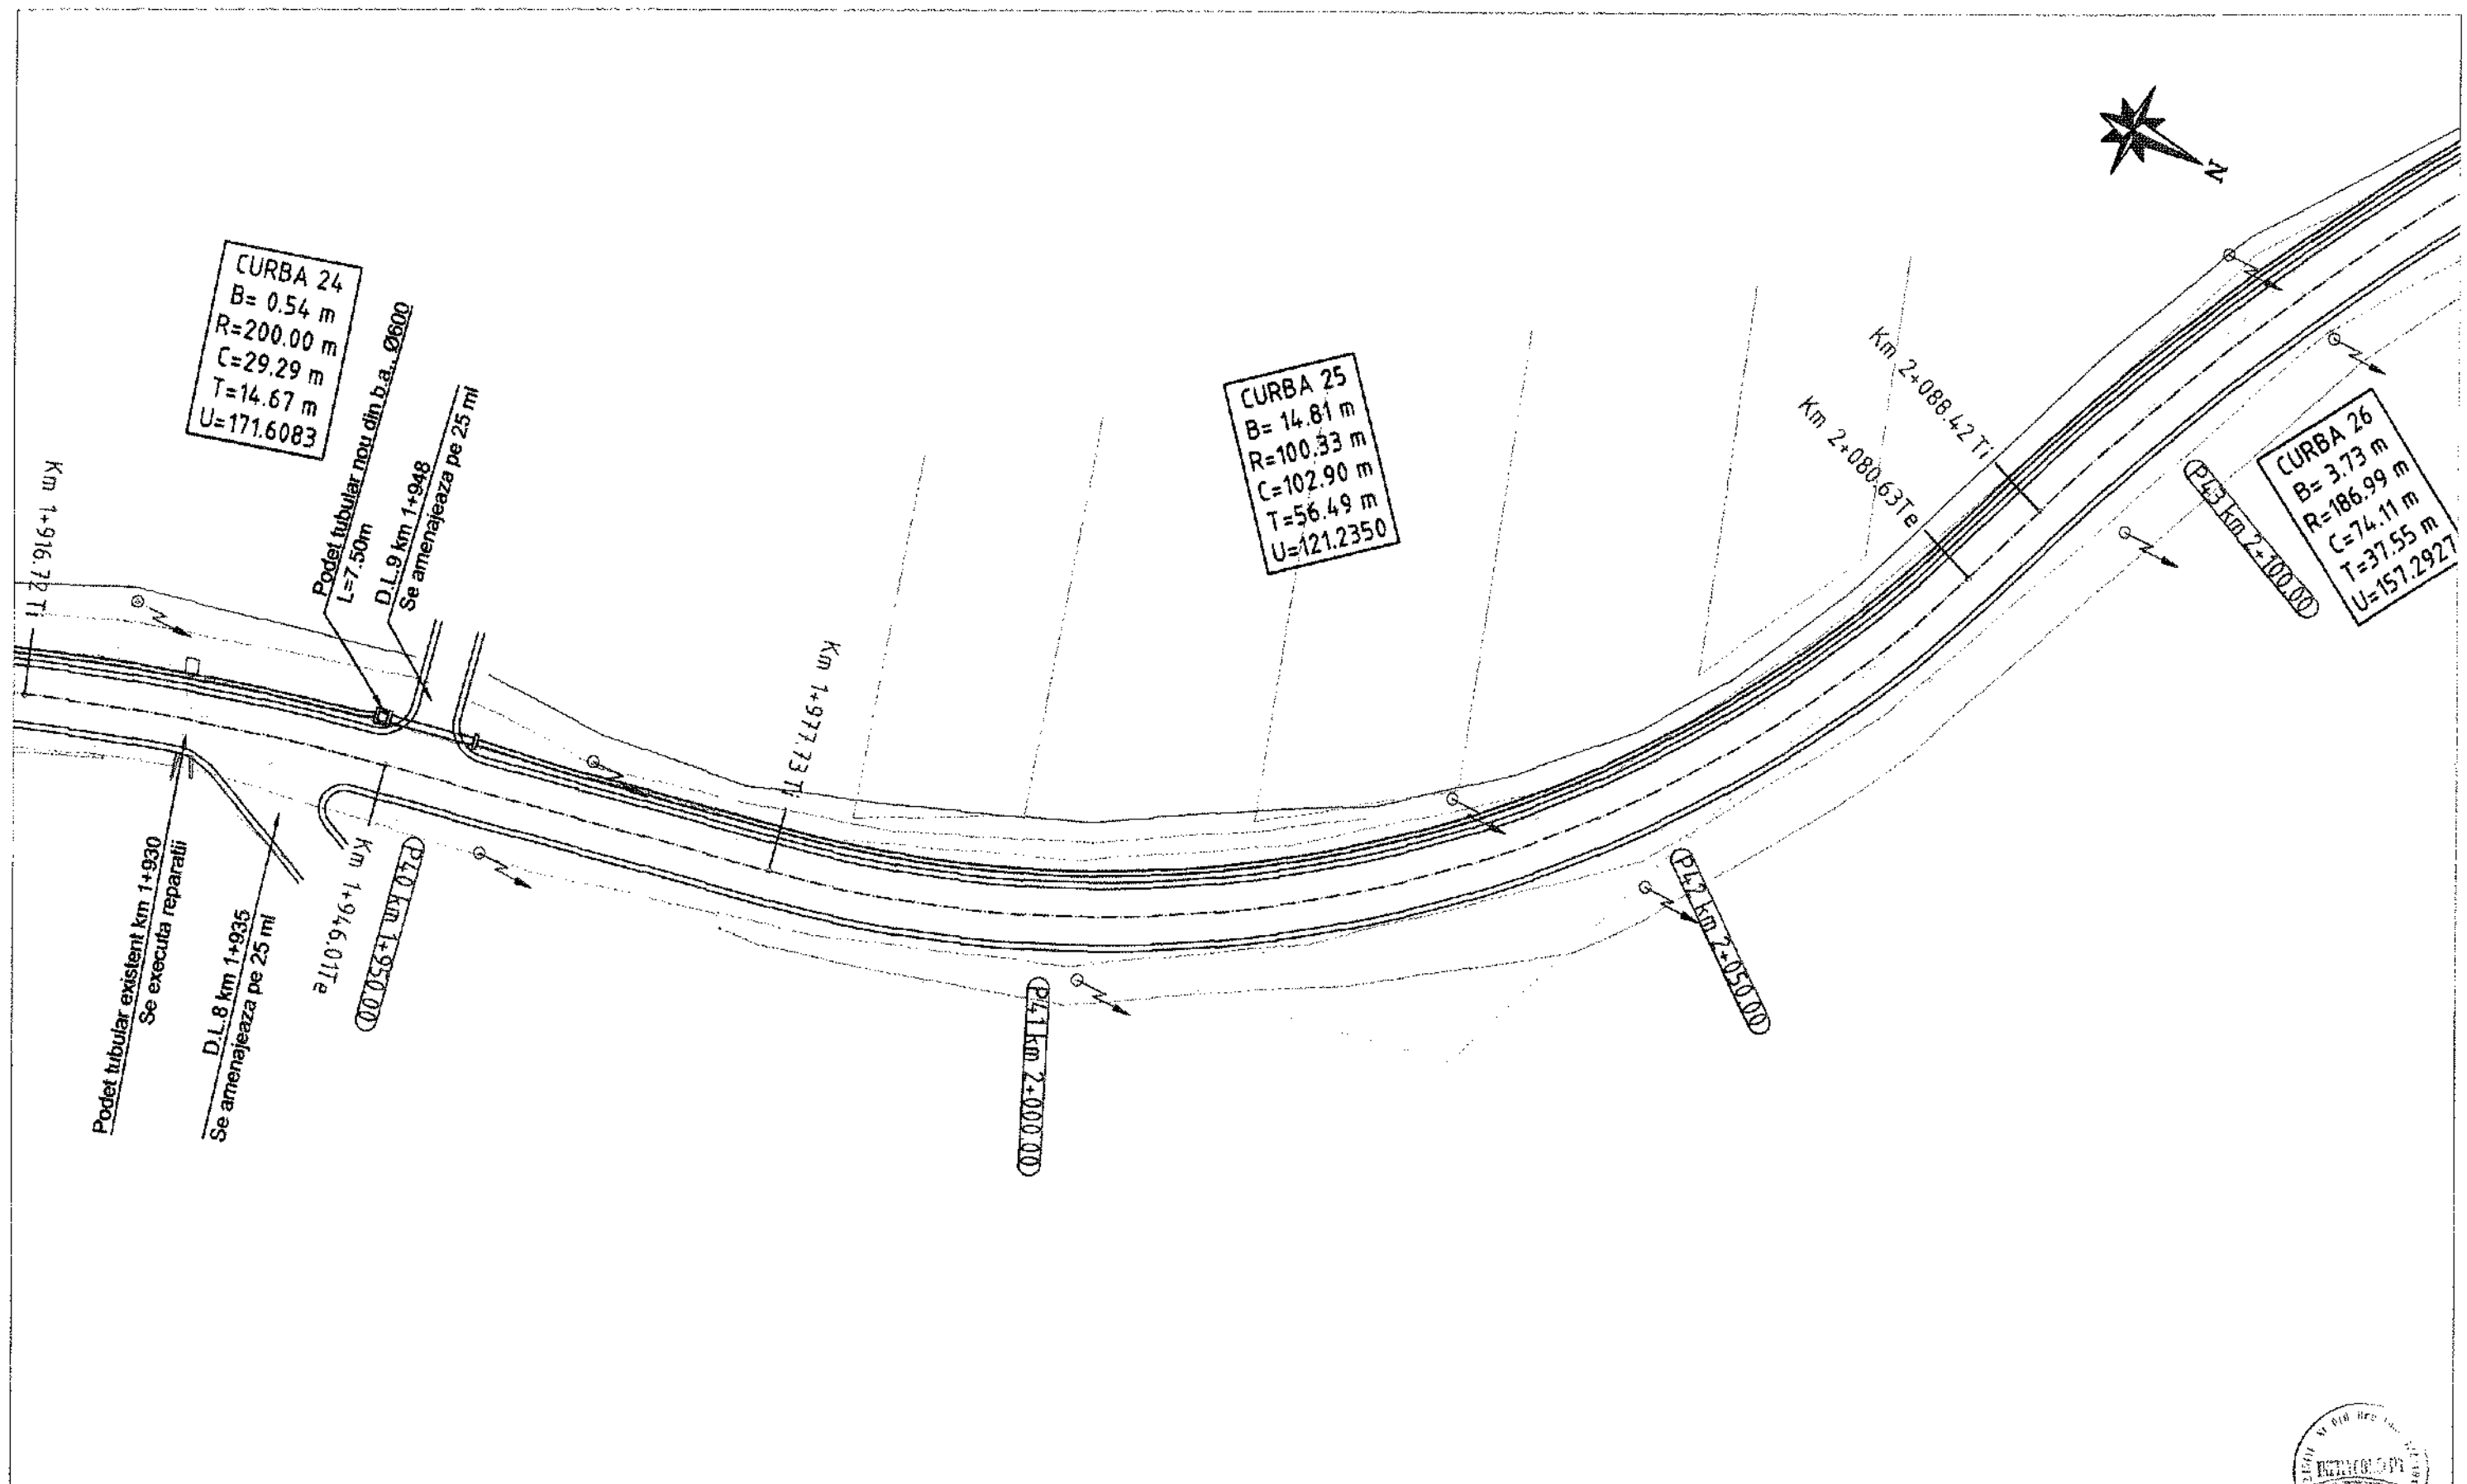 N
CURBA 24
B= 0.54 m
R=200.00 m
C=29.29 m
T=14.67 m
U=171.6083
Podet tubular nou din b.a., Ø600
L=7.50m
D.L.9 km 1+948
Se amenajeaza pe 25 ml
CURBA 25
B= 14.81 m
R=100.33 m
C=102.90 m
T=56.49 m
U=121.2350
Km 2+088.42 Ti
Km 2+080.63Te
CURBA 26
B= 3.73 m
R=186.99 m
C=74.11 m
T=37.55 m
U=157.2927
P43 km 2+100.00
Km 1+916.72 Ti
Km 1+977.73 Ti
Podet tubular existent km 1+930
Se executa reparatii
D.L.8 km 1+935
Se amenajeaza pe 25 ml
Km 1+946.01Te
P40 km 1+950.00
P41 km 2+000.00
P42 km 2+050.00